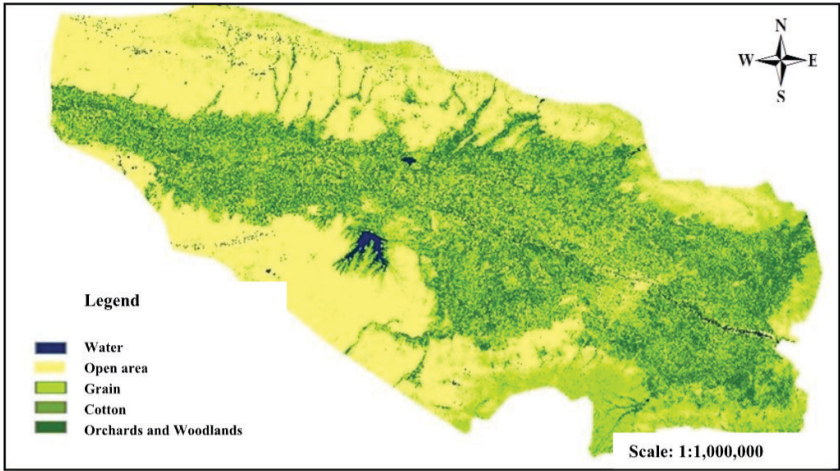 N
W E
S
Legend
Water
Open area
Grain
Cotton
Orchards and Woodlands
Scale: 1:1,000,000